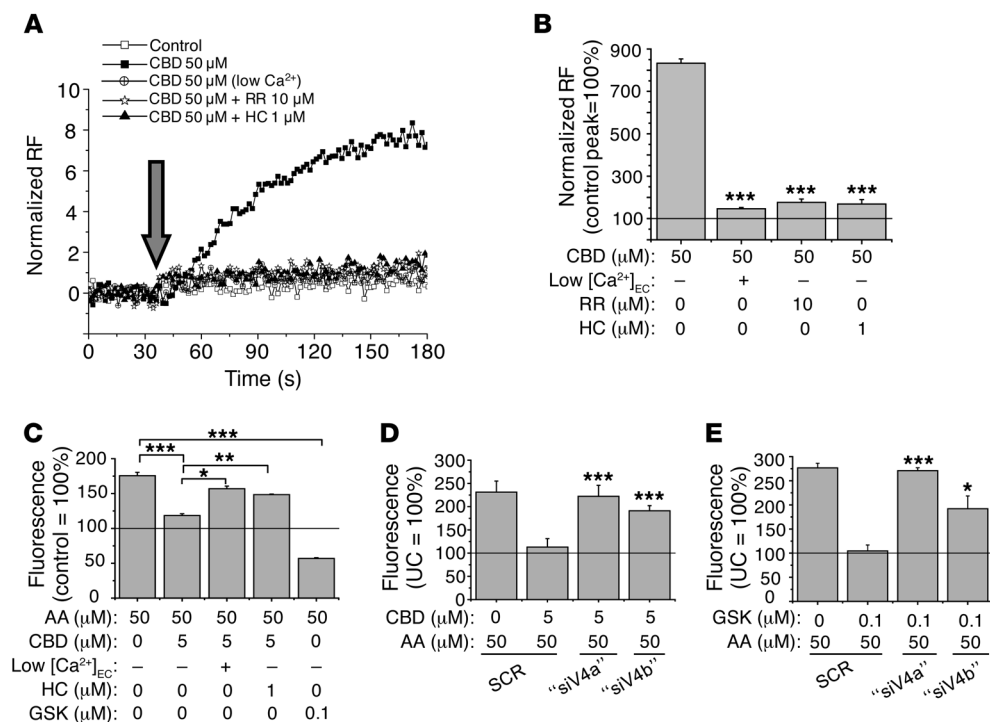 A
Control
CBD 50 µM
CBD 50 µM (low Ca²⁺)
CBD 50 µM + RR 10 µM
CBD 50 µM + HC 1 µM
Normalized RF
10
8
6
4
2
0
0 30 60 90 120 150 180
Time (s)
B
Normalized RF
(control peak=100%)
900
700
500
300
100
*** *** ***
CBD (µM): 50 50 50 50
Low [Ca²⁺]EC: – + – –
RR (µM): 0 0 10 0
HC (µM): 0 0 0 1
C
Fluorescence
(control = 100%)
200
150
100
50
0
***
*** **
*
AA (µM): 50 50 50 50 50
CBD (µM): 0 5 5 5 0
Low [Ca²⁺]EC: – – + – –
HC (µM): 0 0 0 1 0
GSK (µM): 0 0 0 0 0.1
D
Fluorescence
(UC = 100%)
300
250
200
150
100
50
0
*** ***
CBD (µM): 0 5 5 5
AA (µM): 50 50 50 50
SCR "siV4a" "siV4b"
E
Fluorescence
(UC = 100%)
300
250
200
150
100
50
0
*** *
GSK (µM): 0 0.1 0.1 0.1
AA (µM): 50 50 50 50
SCR "siV4a" "siV4b"